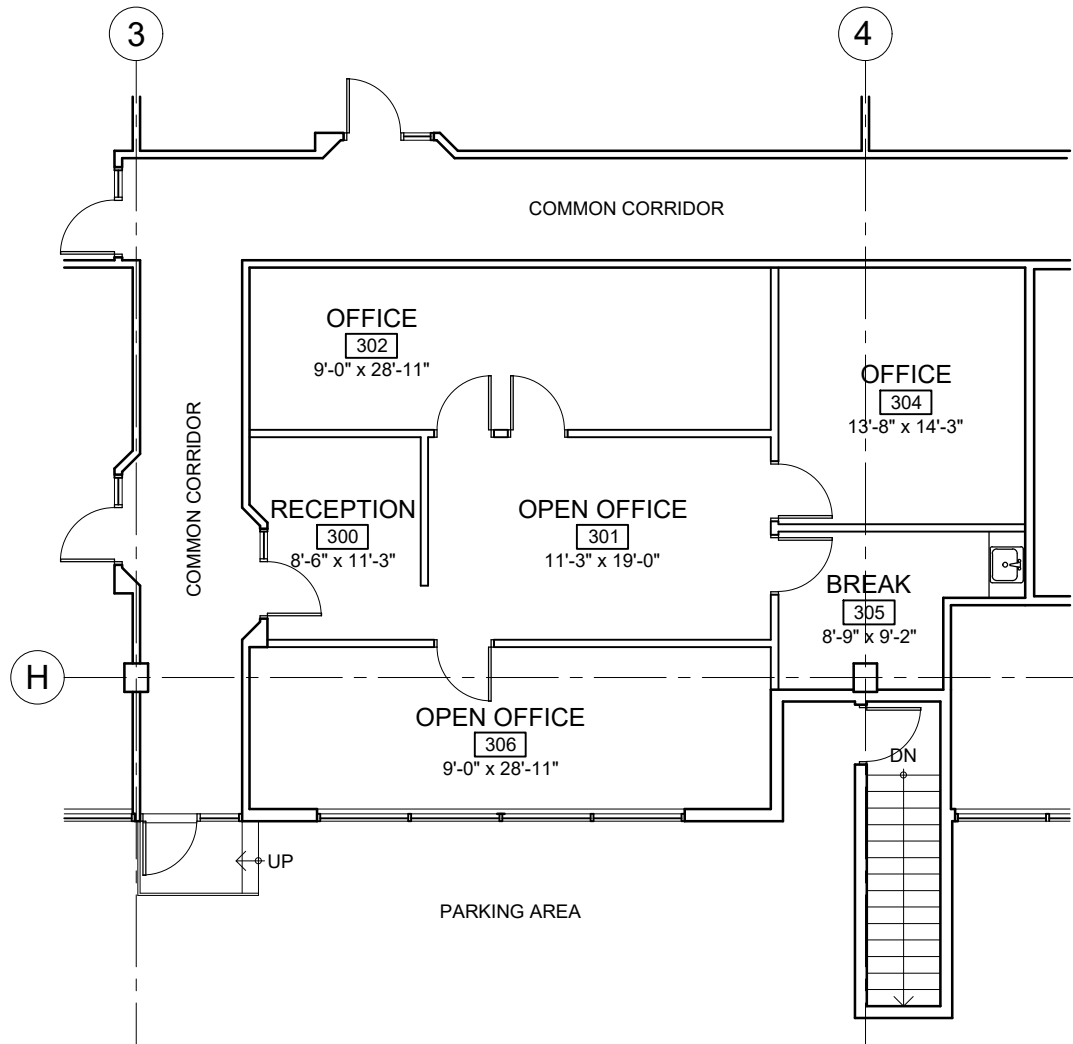 3
4
COMMON CORRIDOR
OFFICE
302
9'-0" x 28'-11"
OFFICE
304
13'-8" x 14'-3"
COMMON CORRIDOR
RECEPTION
300
8'-6" x 11'-3"
OPEN OFFICE
301
11'-3" x 19'-0"
BREAK
305
8'-9" x 9'-2"
H
OPEN OFFICE
306
9'-0" x 28'-11"
DN
UP
PARKING AREA